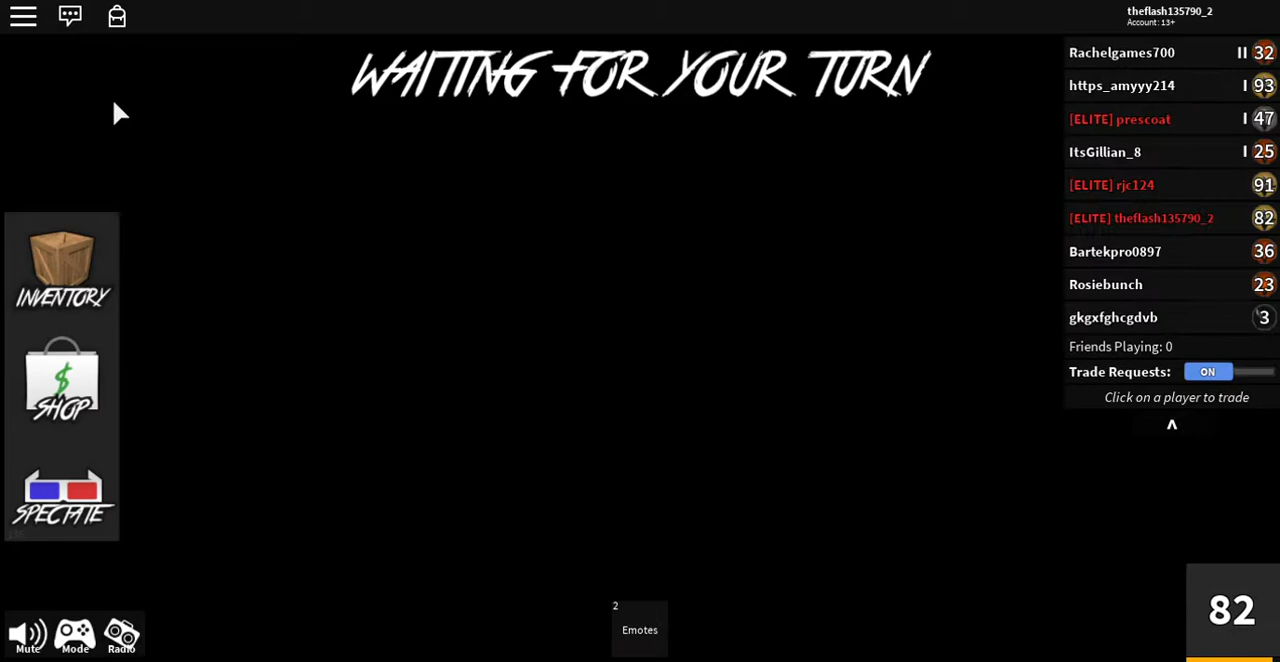 theflash135790_2
Account: 13+
WAITING FOR YOUR TURN
Rachelgames700 II 32
https_amyyy214 I 93
[ELITE] prescoat I 47
ItsGillian_8 I 25
[ELITE] rjc124 91
[ELITE] theflash135790_2 82
Bartekpro0897 36
Rosiebunch 23
gkgxfghcgdvb 3
Friends Playing: 0
Trade Requests: ON
Click on a player to trade
^
INVENTORY
$
SHOP
SPECTATE
2
Emotes
Mute Mode Radio
82